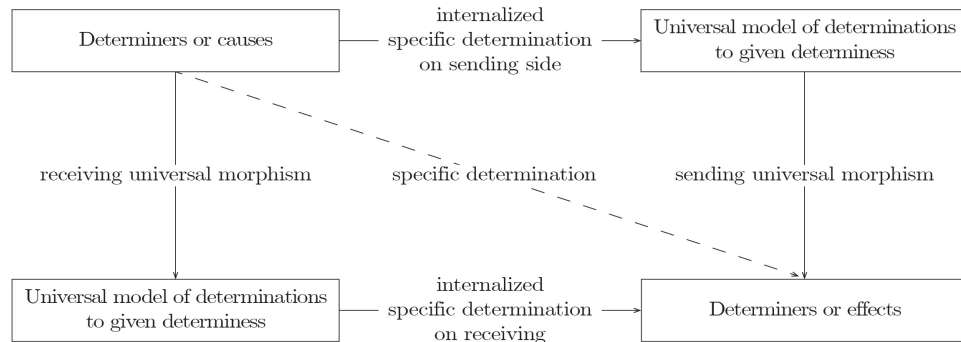 Determiners or causes
internalized
specific determination
on sending side
Universal model of determinations
to given determiness
receiving universal morphism
specific determination
sending universal morphism
Universal model of determinations
to given determiness
internalized
specific determination
on receiving
Determiners or effects